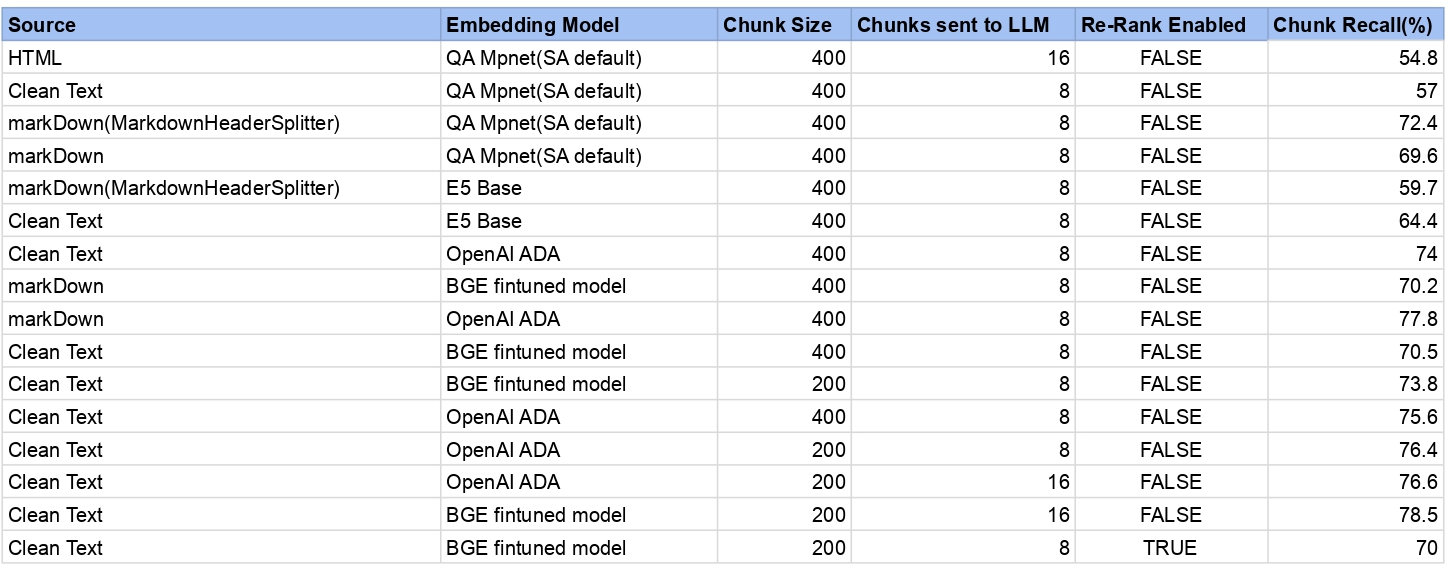 Source Embedding Model Chunk Size Chunks sent to LLM Re-Rank Enabled Chunk Recall(%)
HTML QA Mpnet(SA default) 400 16 FALSE 54.8
Clean Text QA Mpnet(SA default) 400 8 FALSE 57
markDown(MarkdownHeaderSplitter) QA Mpnet(SA default) 400 8 FALSE 72.4
markDown QA Mpnet(SA default) 400 8 FALSE 69.6
markDown(MarkdownHeaderSplitter) E5 Base 400 8 FALSE 59.7
Clean Text E5 Base 400 8 FALSE 64.4
Clean Text OpenAI ADA 400 8 FALSE 74
markDown BGE fintuned model 400 8 FALSE 70.2
markDown OpenAI ADA 400 8 FALSE 77.8
Clean Text BGE fintuned model 400 8 FALSE 70.5
Clean Text BGE fintuned model 200 8 FALSE 73.8
Clean Text OpenAI ADA 400 8 FALSE 75.6
Clean Text OpenAI ADA 200 8 FALSE 76.4
Clean Text OpenAI ADA 200 16 FALSE 76.6
Clean Text BGE fintuned model 200 16 FALSE 78.5
Clean Text BGE fintuned model 200 8 TRUE 70